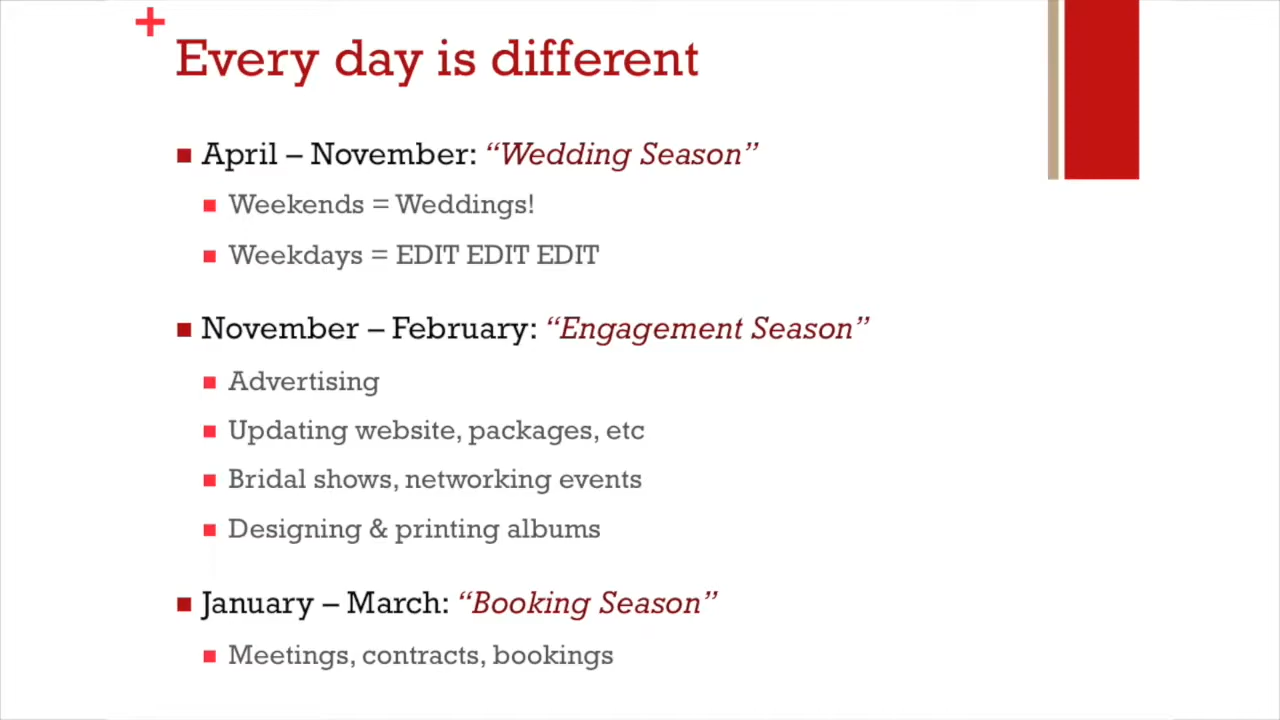 Every day is different
April – November: “Wedding Season”
Weekends = Weddings!
Weekdays = EDIT EDIT EDIT
November – February: “Engagement Season”
Advertising
Updating website, packages, etc
Bridal shows, networking events
Designing & printing albums
January – March: “Booking Season”
Meetings, contracts, bookings